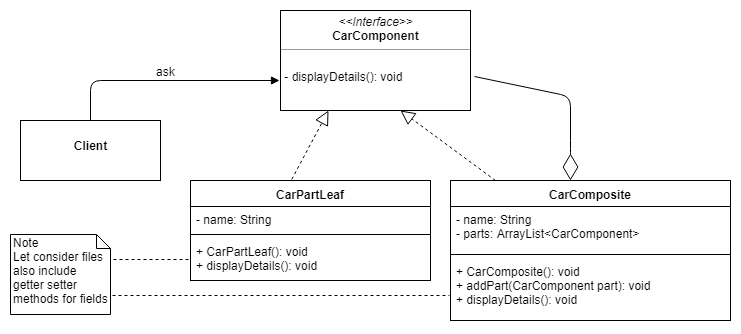 <<Interface>>
CarComponent
- displayDetails(): void
ask
Client
CarPartLeaf
- name: String
+ CarPartLeaf(): void
+ displayDetails(): void
CarComposite
- name: String
- parts: ArrayList<CarComponent>
+ CarComposite(): void
+ addPart(CarComponent part): void
+ displayDetails(): void
Note
Let consider files
also include
getter setter
methods for fields